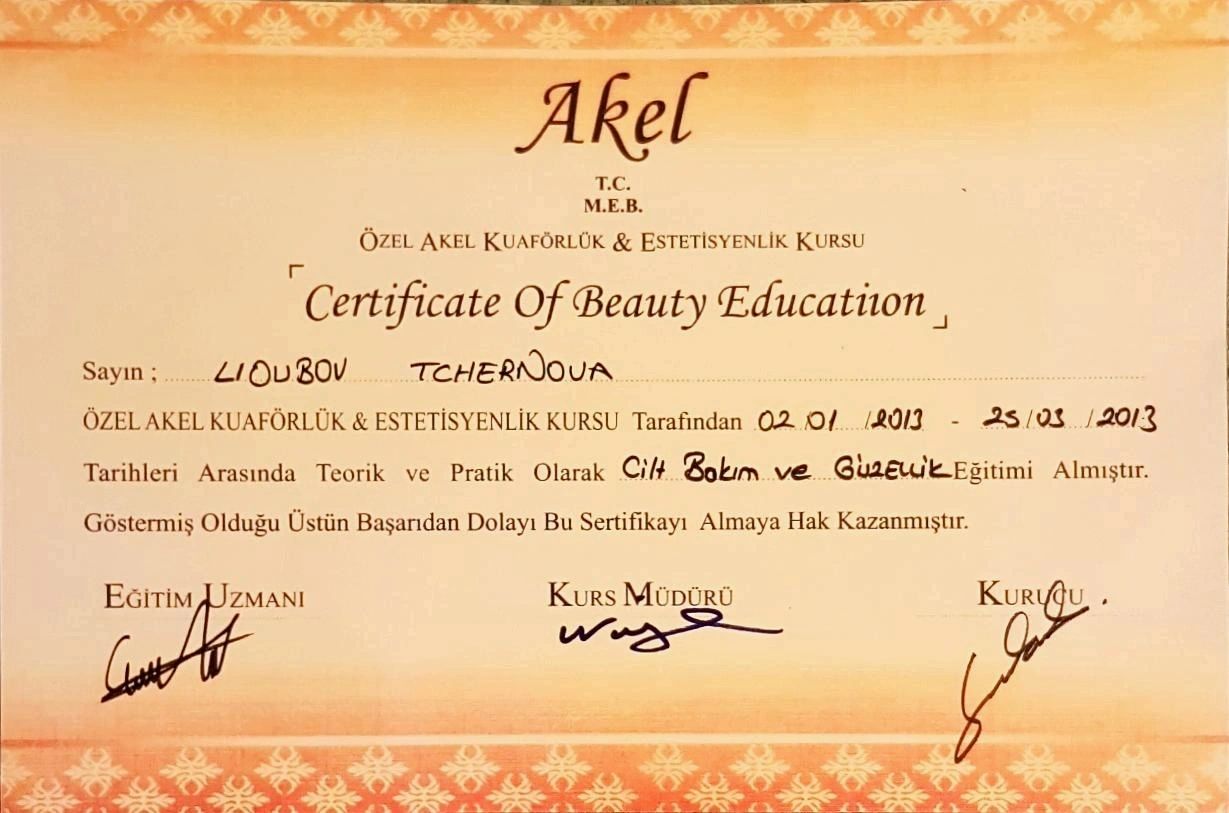 Akel
T.C.
M.E.B.
ÖZEL AKEL KUAFÖRLÜK & ESTETİSYENLİK KURSU
「Certificate Of Beauty Educatiion」
Sayın ; LIOUBOV TCHERNOVA
ÖZEL AKEL KUAFÖRLÜK & ESTETİSYENLİK KURSU Tarafından 02/01/2013 - 25/03/2013
Tarihleri Arasında Teorik ve Pratik Olarak Cilt Bakım ve Güzellik Eğitimi Almıştır.
Göstermiş Olduğu Üstün Başarıdan Dolayı Bu Sertifikayı Almaya Hak Kazanmıştır.
EĞİTİM UZMANI KURS MÜDÜRÜ KURUCU